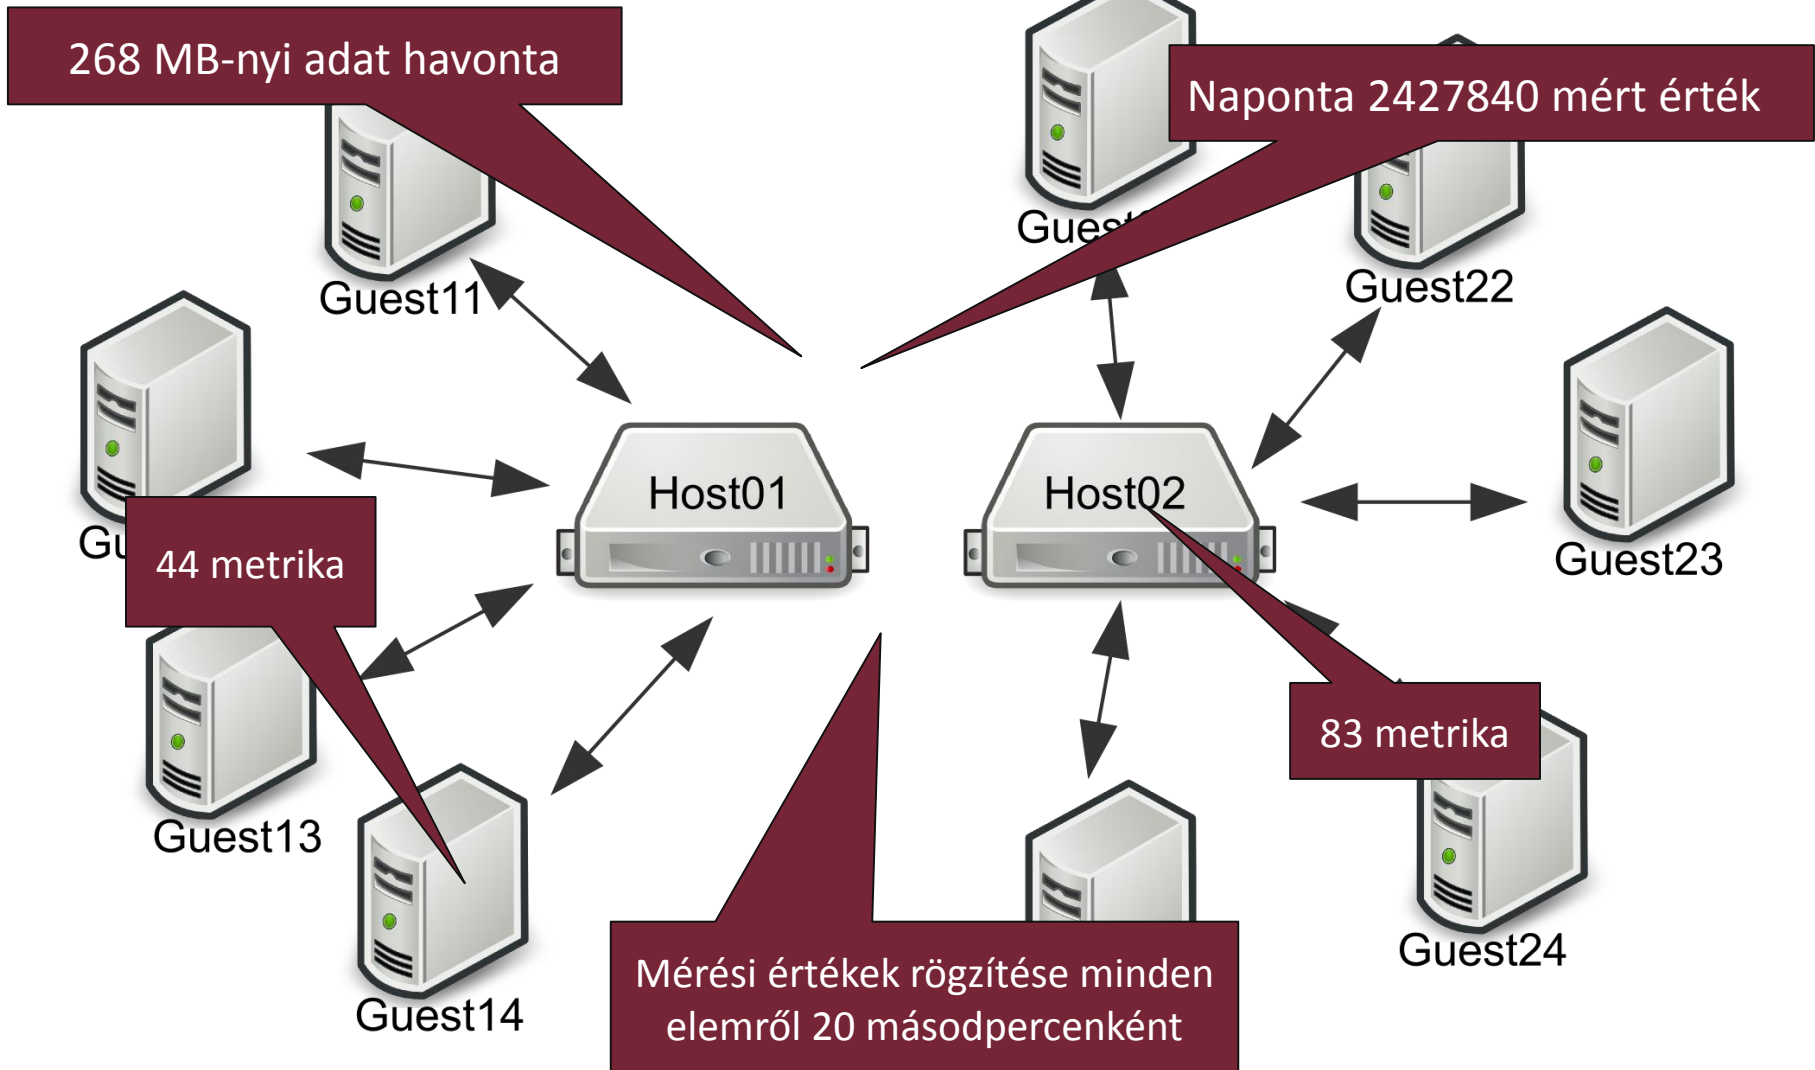 268 MB-nyi adat havonta
Naponta 2427840 mért érték
Guest11
Guest22
Host01
Host02
44 metrika
Guest23
83 metrika
Guest13
Guest24
Mérési értékek rögzítése minden
elemről 20 másodpercenként
Guest14